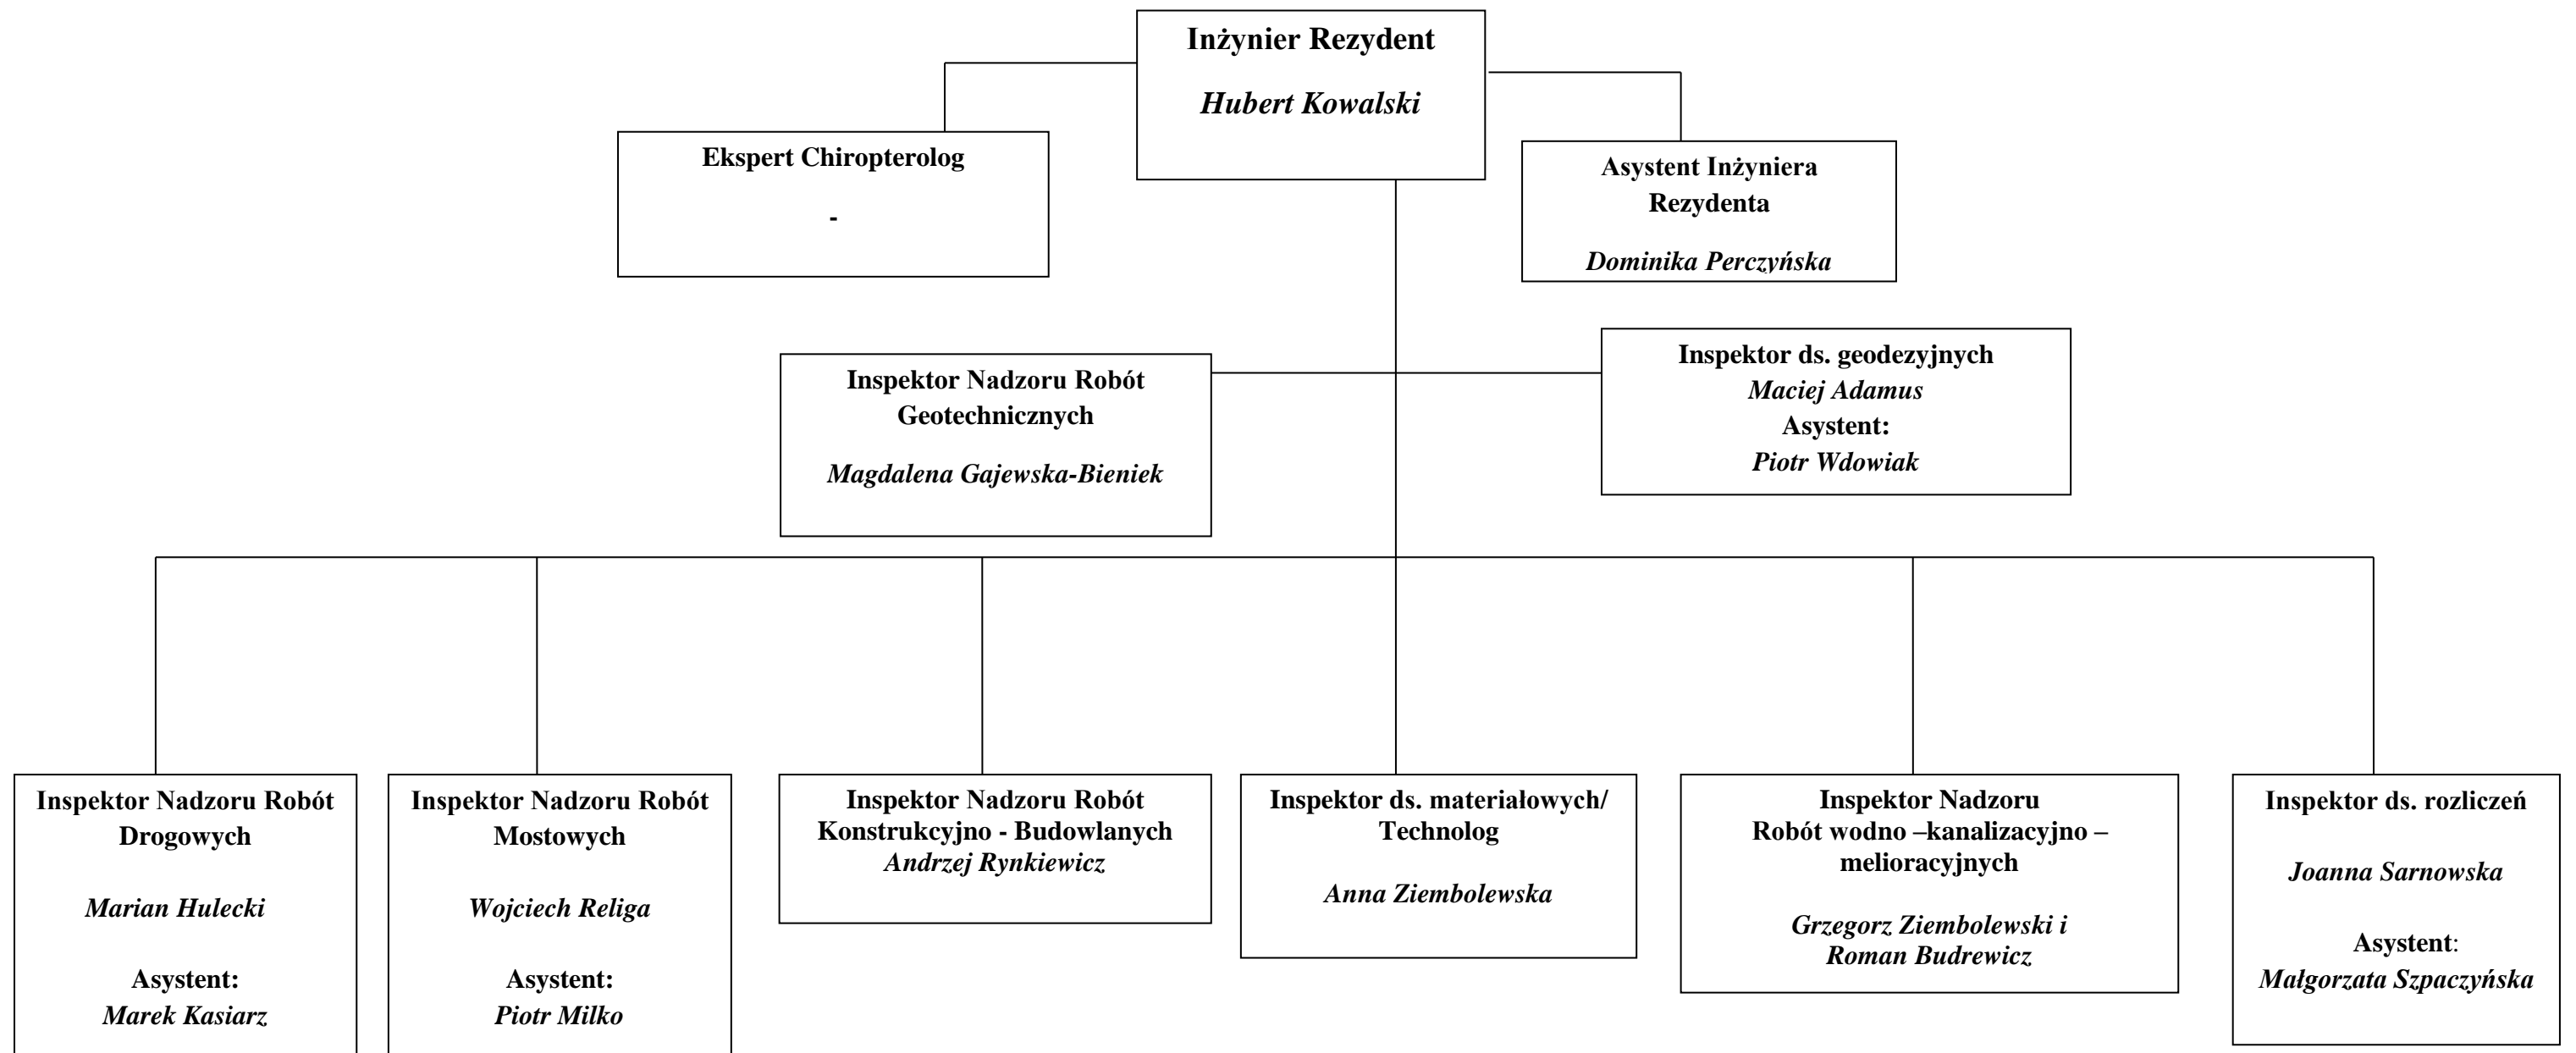 Inżynier Rezydent
Hubert Kowalski
Ekspert Chiropterolog
-
Asystent Inżyniera
Rezydenta
Dominika Perczyńska
Inspektor Nadzoru Robót
Geotechnicznych
Magdalena Gajewska-Bieniek
Inspektor ds. geodezyjnych
Maciej Adamus
Asystent:
Piotr Wdowiak
Inspektor Nadzoru Robót
Drogowych
Marian Hulecki
Asystent:
Marek Kasiarz
Inspektor Nadzoru Robót
Mostowych
Wojciech Religa
Asystent:
Piotr Milko
Inspektor Nadzoru Robót
Konstrukcyjno - Budowlanych
Andrzej Rynkiewicz
Inspektor ds. materiałowych/
Technolog
Anna Ziembolewska
Inspektor Nadzoru
Robót wodno –kanalizacyjno –
melioracyjnych
Grzegorz Ziembolewski i
Roman Budrewicz
Inspektor ds. rozliczeń
Joanna Sarnowska
Asystent:
Małgorzata Szpaczyńska